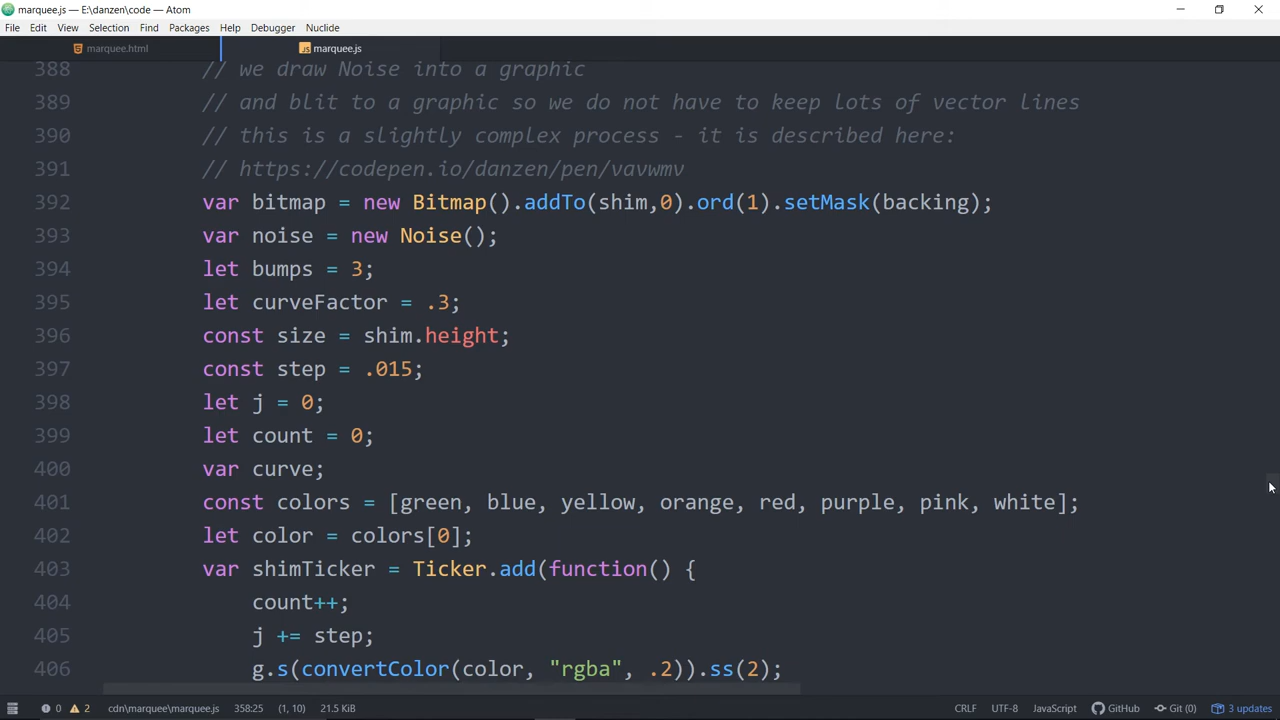 marquee.js — E:\danzen\code — Atom
File Edit View Selection Find Packages Help Debugger Nuclide
marquee.html
JS marquee.js
388 // we draw Noise into a graphic
389 // and blit to a graphic so we do not have to keep lots of vector lines
390 // this is a slightly complex process - it is described here:
391 // https://codepen.io/danzen/pen/vavwmv
392 var bitmap = new Bitmap().addTo(shim,0).ord(1).setMask(backing);
393 var noise = new Noise();
394 let bumps = 3;
395 let curveFactor = .3;
396 const size = shim.height;
397 const step = .015;
398 let j = 0;
399 let count = 0;
400 var curve;
401 const colors = [green, blue, yellow, orange, red, purple, pink, white];
402 let color = colors[0];
403 var shimTicker = Ticker.add(function() {
404 count++;
405 j += step;
406 g.s(convertColor(color, "rgba", .2)).ss(2);
0 2 cdn\marquee\marquee.js 358:25 (1, 10) 21.5 KiB CRLF UTF-8 JavaScript GitHub Git (0) 3 updates